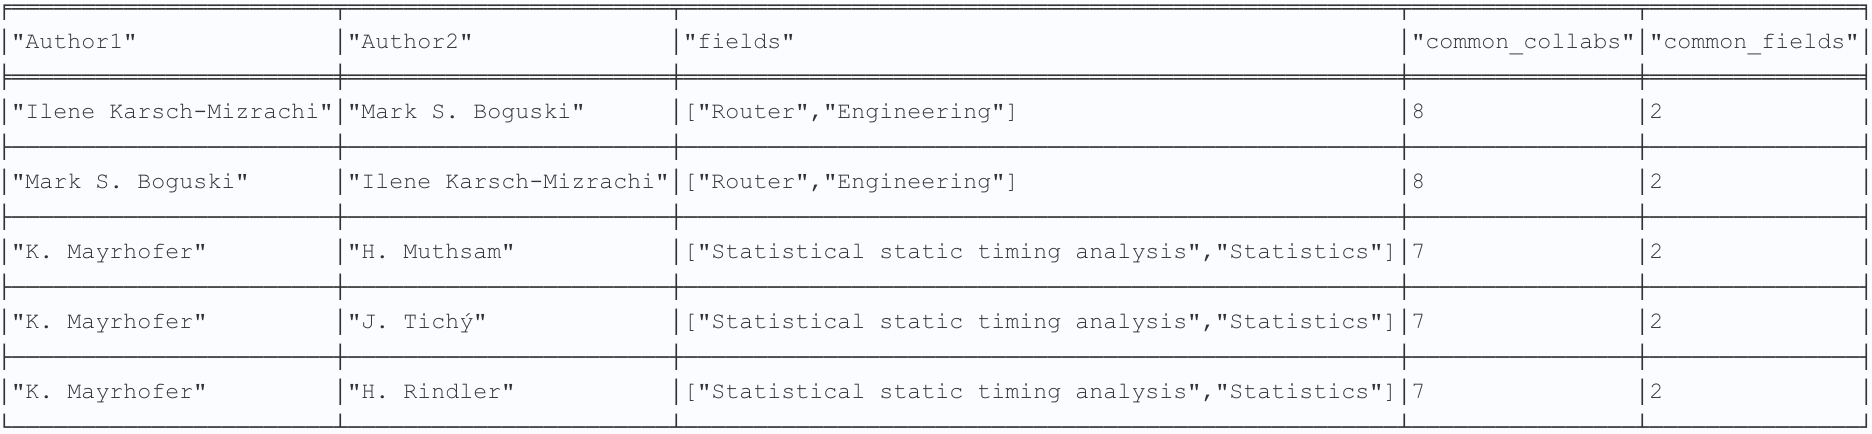 "Author1" "Author2" "fields" "common_collabs" "common_fields"
"Ilene Karsch-Mizrachi" "Mark S. Boguski" ["Router","Engineering"] 8 2
"Mark S. Boguski" "Ilene Karsch-Mizrachi" ["Router","Engineering"] 8 2
"K. Mayrhofer" "H. Muthsam" ["Statistical static timing analysis","Statistics"] 7 2
"K. Mayrhofer" "J. Tichý" ["Statistical static timing analysis","Statistics"] 7 2
"K. Mayrhofer" "H. Rindler" ["Statistical static timing analysis","Statistics"] 7 2